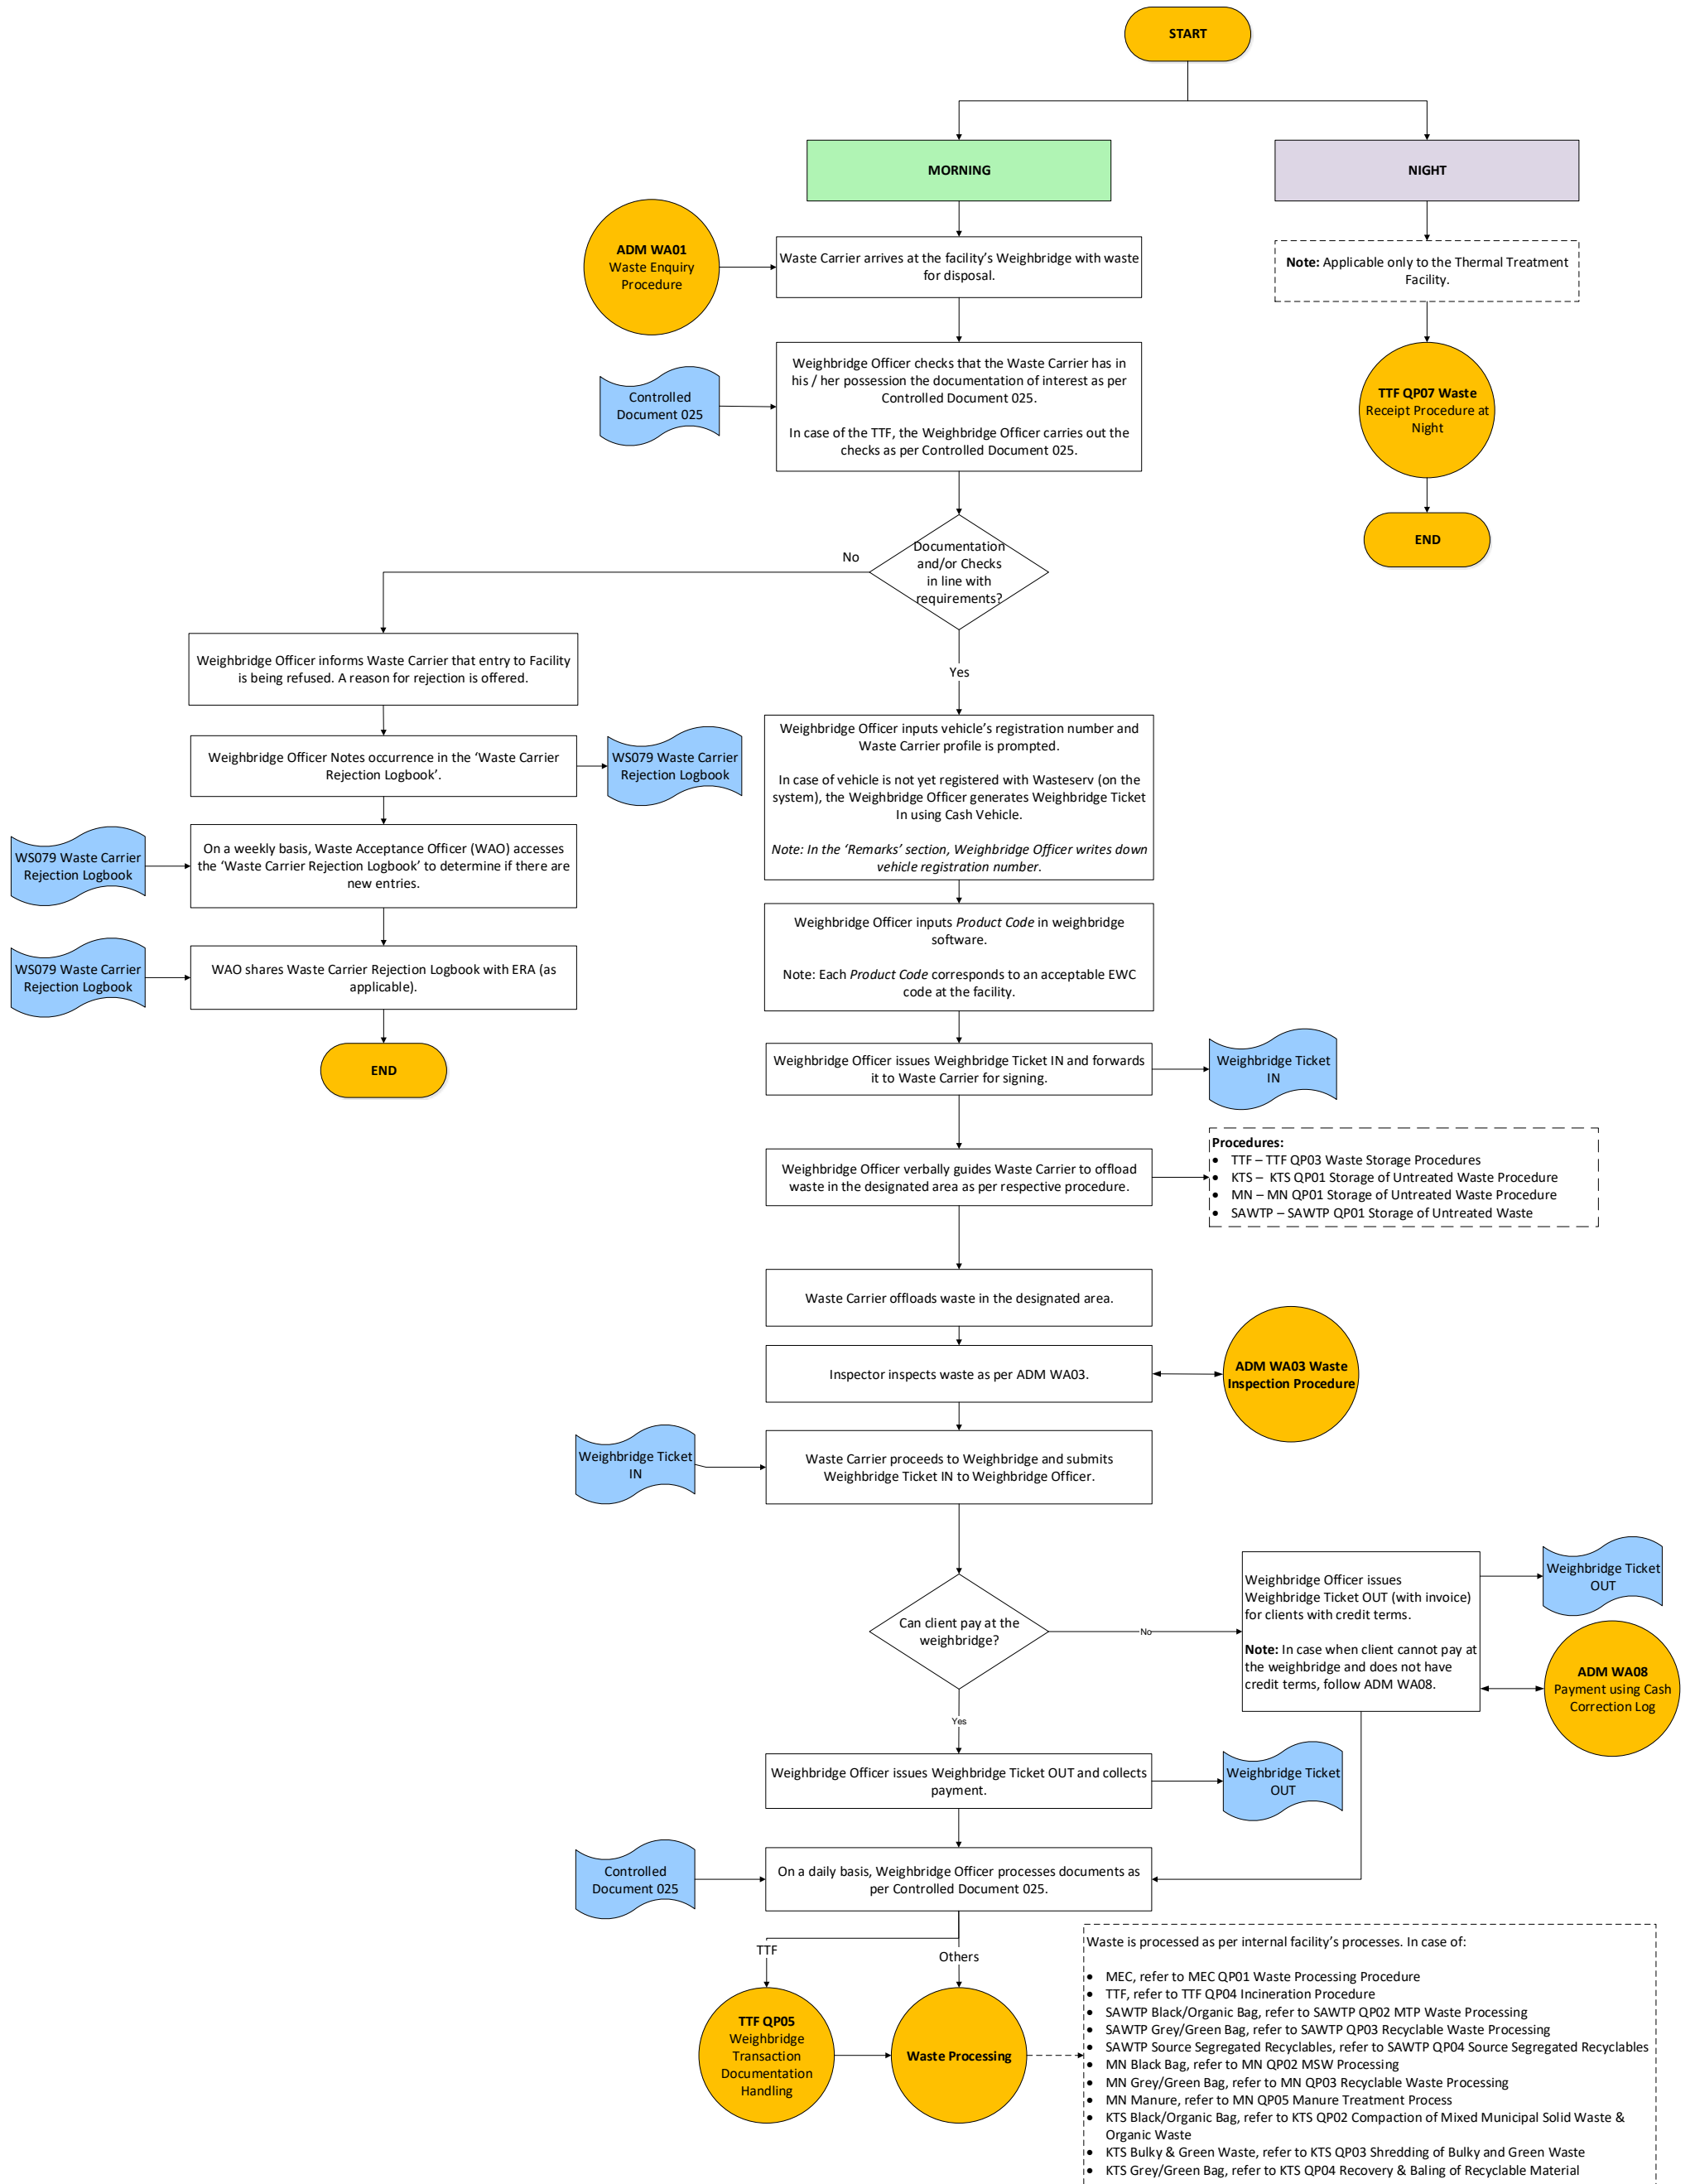 START
MORNING
NIGHT
ADM WA01
Waste Enquiry
Procedure
Waste Carrier arrives at the facility’s Weighbridge with waste
for disposal.
Note: Applicable only to the Thermal Treatment
Facility.
Controlled
Document 025
Weighbridge Officer checks that the Waste Carrier has in
his / her possession the documentation of interest as per
Controlled Document 025.
In case of the TTF, the Weighbridge Officer carries out the
checks as per Controlled Document 025.
TTF QP07 Waste
Receipt Procedure at
Night
END
Documentation
and/or Checks
in line with
requirements?
No
Yes
Weighbridge Officer informs Waste Carrier that entry to Facility
is being refused. A reason for rejection is offered.
Weighbridge Officer Notes occurrence in the ‘Waste Carrier
Rejection Logbook’.
WS079 Waste Carrier
Rejection Logbook
WS079 Waste Carrier
Rejection Logbook
On a weekly basis, Waste Acceptance Officer (WAO) accesses
the ‘Waste Carrier Rejection Logbook’ to determine if there are
new entries.
WS079 Waste Carrier
Rejection Logbook
WAO shares Waste Carrier Rejection Logbook with ERA (as
applicable).
END
Weighbridge Officer inputs vehicle’s registration number and
Waste Carrier profile is prompted.
In case of vehicle is not yet registered with Wasteserv (on the
system), the Weighbridge Officer generates Weighbridge Ticket
In using Cash Vehicle.
Note: In the ‘Remarks’ section, Weighbridge Officer writes down
vehicle registration number.
Weighbridge Officer inputs Product Code in weighbridge
software.
Note: Each Product Code corresponds to an acceptable EWC
code at the facility.
Weighbridge Officer issues Weighbridge Ticket IN and forwards
it to Waste Carrier for signing.
Weighbridge Ticket
IN
Weighbridge Officer verbally guides Waste Carrier to offload
waste in the designated area as per respective procedure.
Procedures:
• TTF – TTF QP03 Waste Storage Procedures
• KTS – KTS QP01 Storage of Untreated Waste Procedure
• MN – MN QP01 Storage of Untreated Waste Procedure
• SAWTP – SAWTP QP01 Storage of Untreated Waste
Waste Carrier offloads waste in the designated area.
Inspector inspects waste as per ADM WA03.
ADM WA03 Waste
Inspection Procedure
Weighbridge Ticket
IN
Waste Carrier proceeds to Weighbridge and submits
Weighbridge Ticket IN to Weighbridge Officer.
Can client pay at the
weighbridge?
No
Yes
Weighbridge Officer issues
Weighbridge Ticket OUT (with invoice)
for clients with credit terms.
Note: In case when client cannot pay at
the weighbridge and does not have
credit terms, follow ADM WA08.
Weighbridge Ticket
OUT
ADM WA08
Payment using Cash
Correction Log
Weighbridge Officer issues Weighbridge Ticket OUT and collects
payment.
Weighbridge Ticket
OUT
Controlled
Document 025
On a daily basis, Weighbridge Officer processes documents as
per Controlled Document 025.
TTF
Others
TTF QP05
Weighbridge
Transaction
Documentation
Handling
Waste Processing
Waste is processed as per internal facility’s processes. In case of:
• MEC, refer to MEC QP01 Waste Processing Procedure
• TTF, refer to TTF QP04 Incineration Procedure
• SAWTP Black/Organic Bag, refer to SAWTP QP02 MTP Waste Processing
• SAWTP Grey/Green Bag, refer to SAWTP QP03 Recyclable Waste Processing
• SAWTP Source Segregated Recyclables, refer to SAWTP QP04 Source Segregated Recyclables
• MN Black Bag, refer to MN QP02 MSW Processing
• MN Grey/Green Bag, refer to MN QP03 Recyclable Waste Processing
• MN Manure, refer to MN QP05 Manure Treatment Process
• KTS Black/Organic Bag, refer to KTS QP02 Compaction of Mixed Municipal Solid Waste &
Organic Waste
• KTS Bulky & Green Waste, refer to KTS QP03 Shredding of Bulky and Green Waste
• KTS Grey/Green Bag, refer to KTS QP04 Recovery & Baling of Recyclable Material